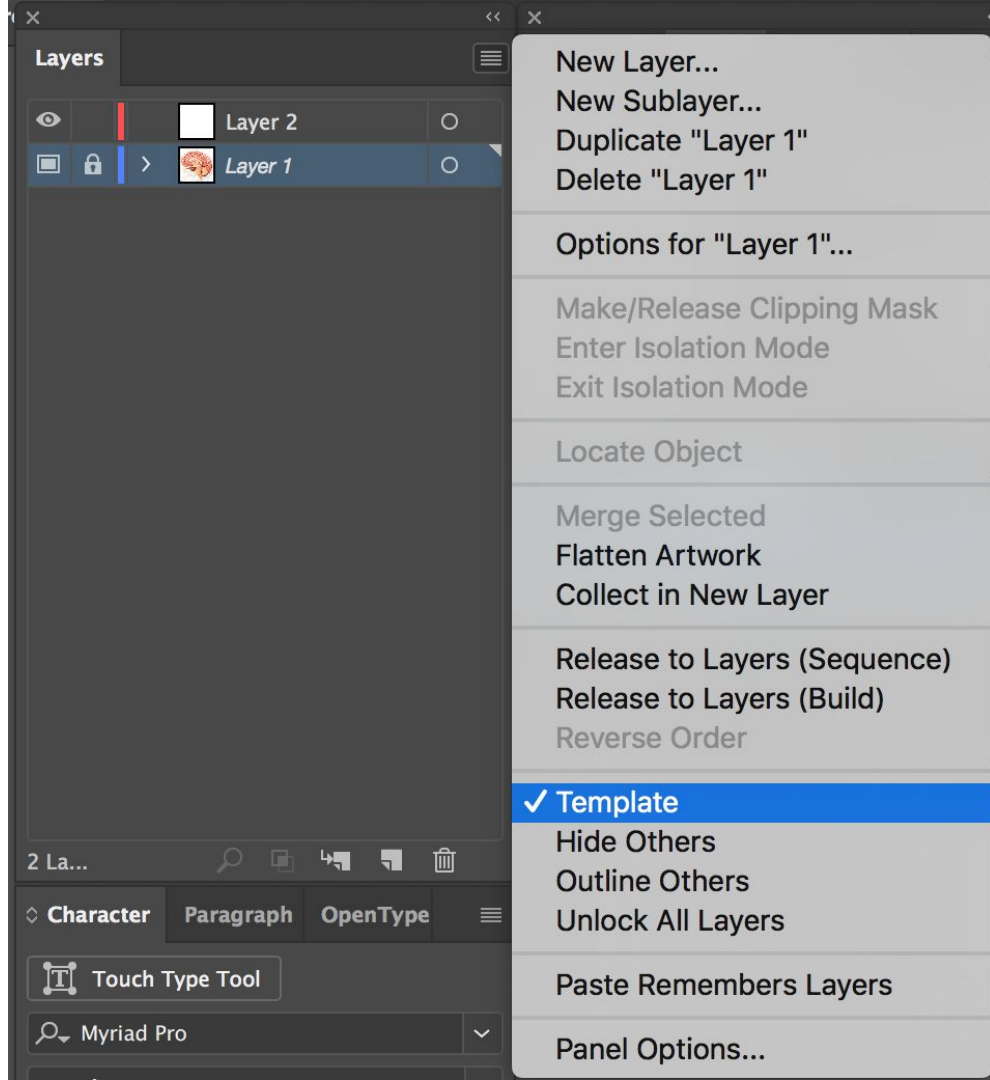 Layers
Layer 2
Layer 1
2 La...
Character Paragraph OpenType
Touch Type Tool
Myriad Pro
New Layer...
New Sublayer...
Duplicate "Layer 1"
Delete "Layer 1"
Options for "Layer 1"...
Make/Release Clipping Mask
Enter Isolation Mode
Exit Isolation Mode
Locate Object
Merge Selected
Flatten Artwork
Collect in New Layer
Release to Layers (Sequence)
Release to Layers (Build)
Reverse Order
Template
Hide Others
Outline Others
Unlock All Layers
Paste Remembers Layers
Panel Options...